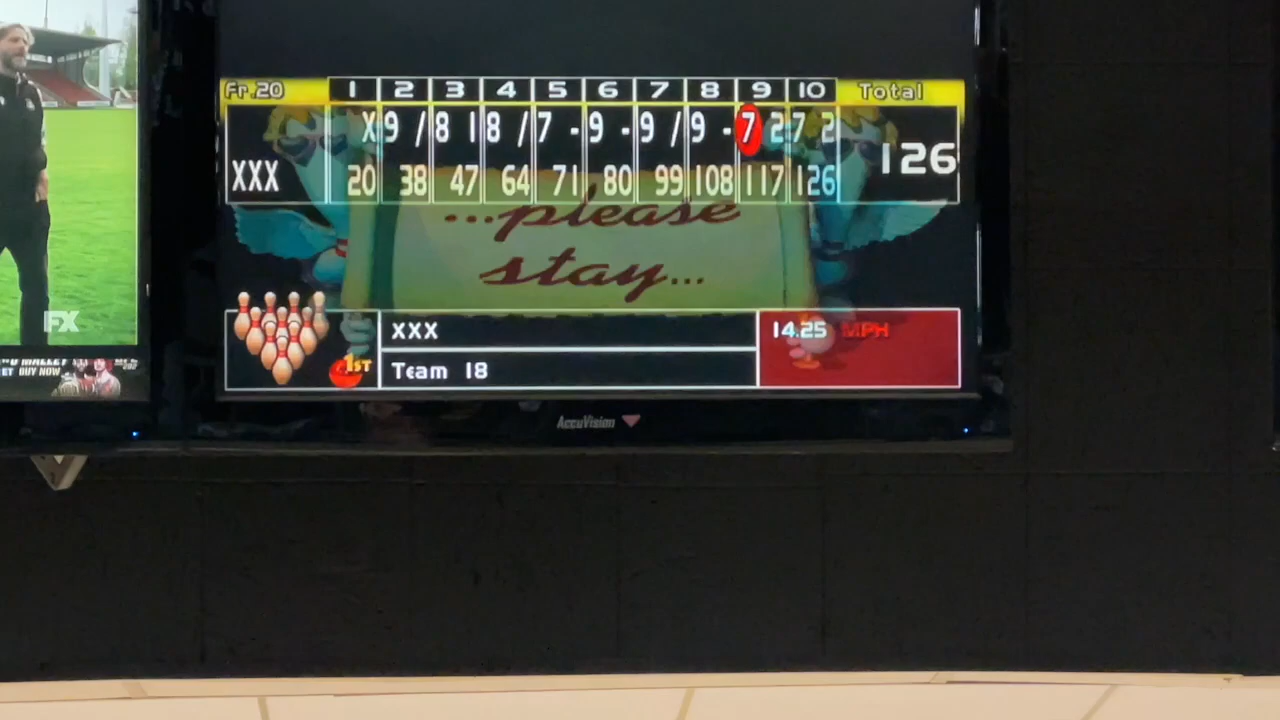 Fr.20 1 2 3 4 5 6 7 8 9 10 Total
X 9 / 8 1 8 / 7 - 9 - 9 / 9 - 7 2 7 2
XXX 20 38 47 64 71 80 99 108 117 126 126
...please
stay...
1ST
XXX
Team 18
14.25 MPH
AccuVision
FX
BUY NOW